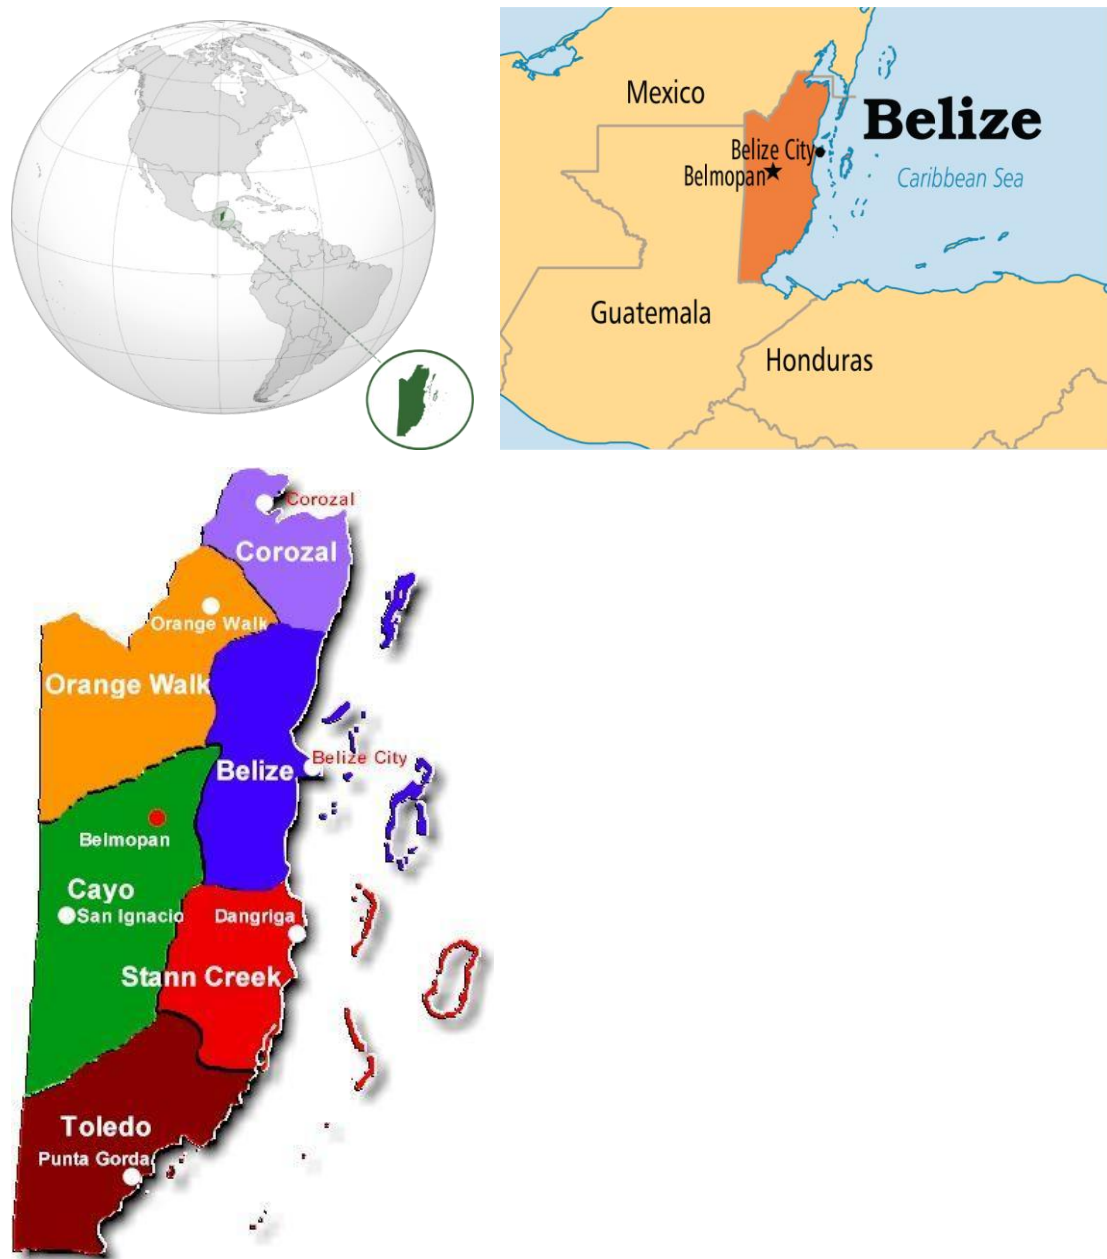 Mexico
Belize
Belize City
Belmopan
Caribbean Sea
Guatemala
Honduras
Corozal
Corozal
Orange Walk
Orange Walk
Belize City
Belize
Belmopan
Cayo
San Ignacio
Dangriga
Stann Creek
Toledo
Punta Gorda